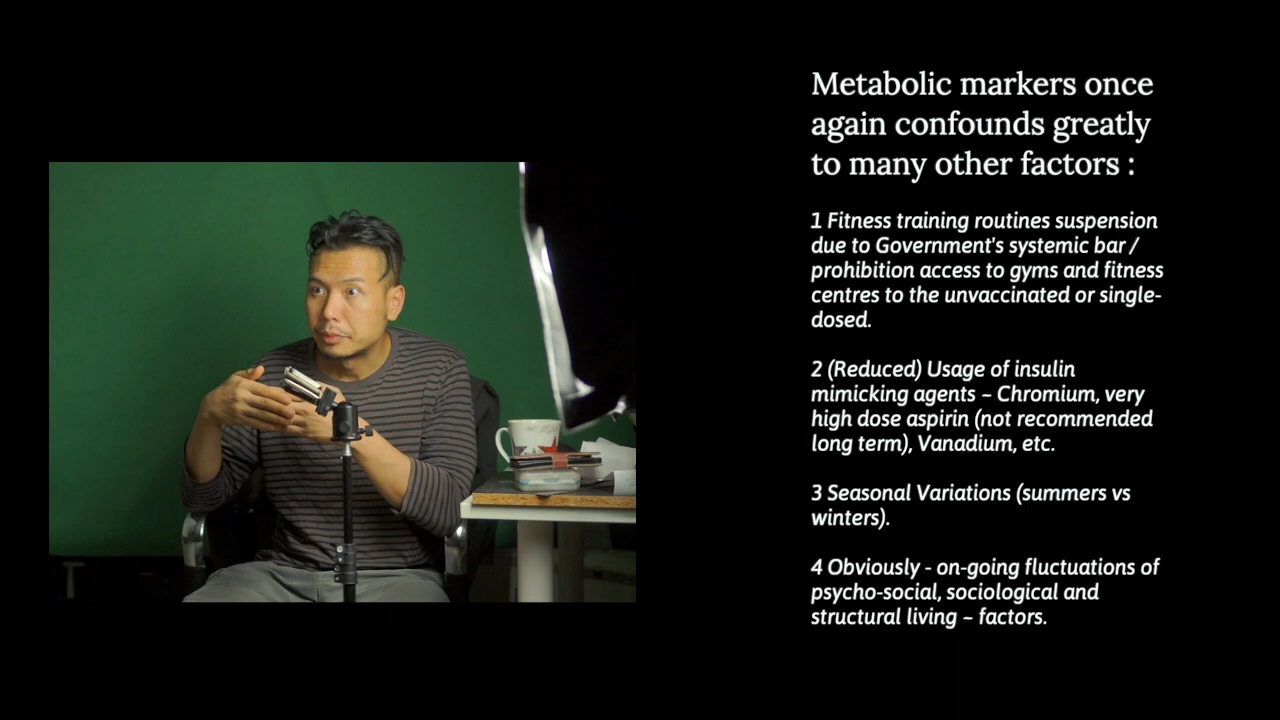 Metabolic markers once
again confounds greatly
to many other factors :
1 Fitness training routines suspension
due to Government's systemic bar /
prohibition access to gyms and fitness
centres to the unvaccinated or single-
dosed.
2 (Reduced) Usage of insulin
mimicking agents ~ Chromium, very
high dose aspirin (not recommended
long term), Vanadium, etc.
3 Seasonal Variations (summers vs
winters).
4 Obviously - on-going fluctuations of
psycho-social, sociological and
structural living ~ factors.